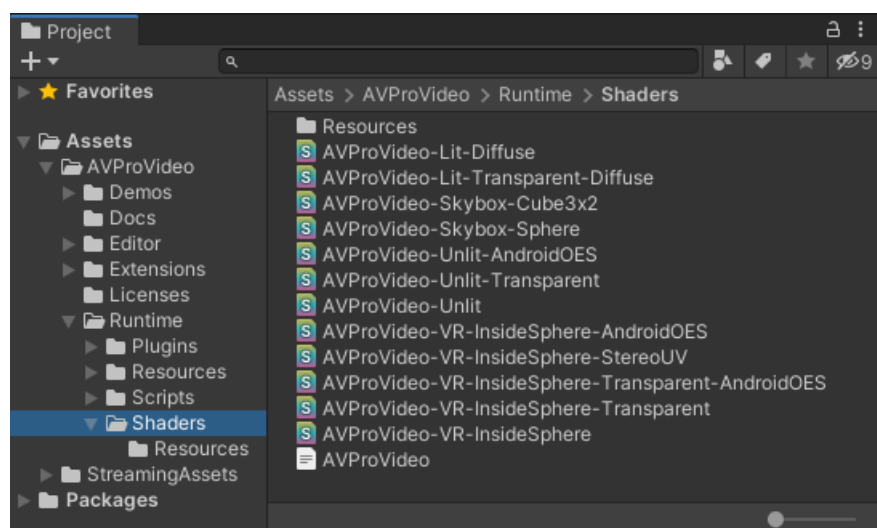 Project
9
Favorites
Assets
AVProVideo
Demos
Docs
Editor
Extensions
Licenses
Runtime
Plugins
Resources
Scripts
Shaders
Resources
StreamingAssets
Packages
Assets > AVProVideo > Runtime > Shaders
Resources
AVProVideo-Lit-Diffuse
AVProVideo-Lit-Transparent-Diffuse
AVProVideo-Skybox-Cube3x2
AVProVideo-Skybox-Sphere
AVProVideo-Unlit-AndroidOES
AVProVideo-Unlit-Transparent
AVProVideo-Unlit
AVProVideo-VR-InsideSphere-AndroidOES
AVProVideo-VR-InsideSphere-StereoUV
AVProVideo-VR-InsideSphere-Transparent-AndroidOES
AVProVideo-VR-InsideSphere-Transparent
AVProVideo-VR-InsideSphere
AVProVideo